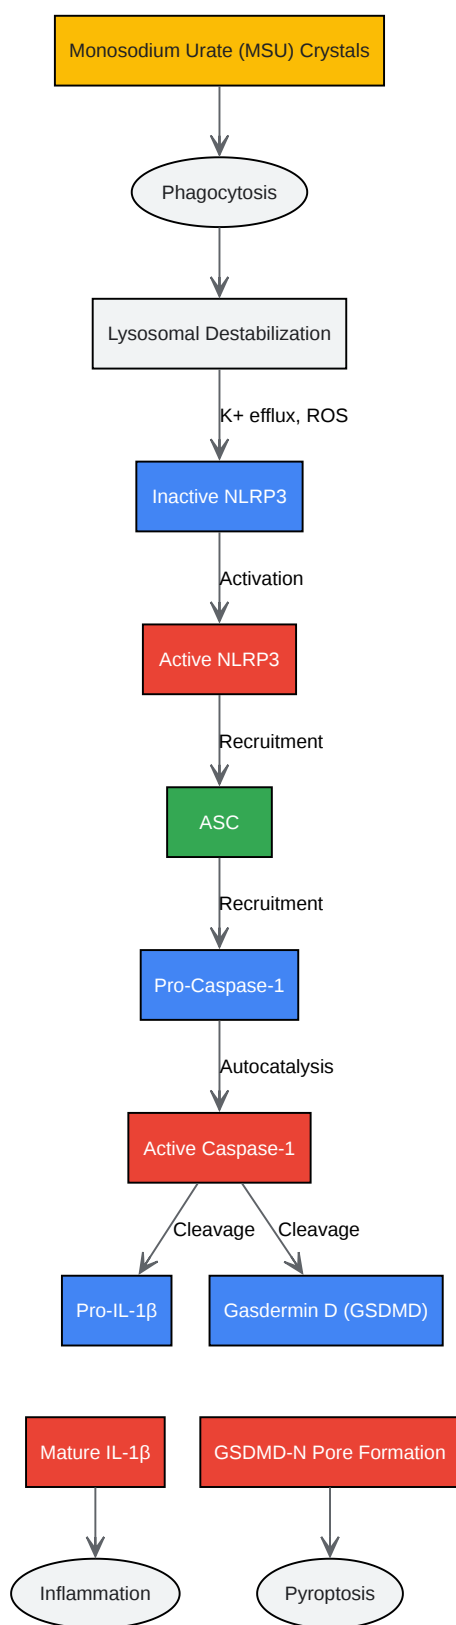 Monosodium Urate (MSU) Crystals
Phagocytosis
Lysosomal Destabilization
K+ efflux, ROS
Inactive NLRP3
Activation
Active NLRP3
Recruitment
ASC
Recruitment
Pro-Caspase-1
Autocatalysis
Active Caspase-1
Cleavage
Cleavage
Pro-IL-1β
Gasdermin D (GSDMD)
Mature IL-1β
GSDMD-N Pore Formation
Inflammation
Pyroptosis